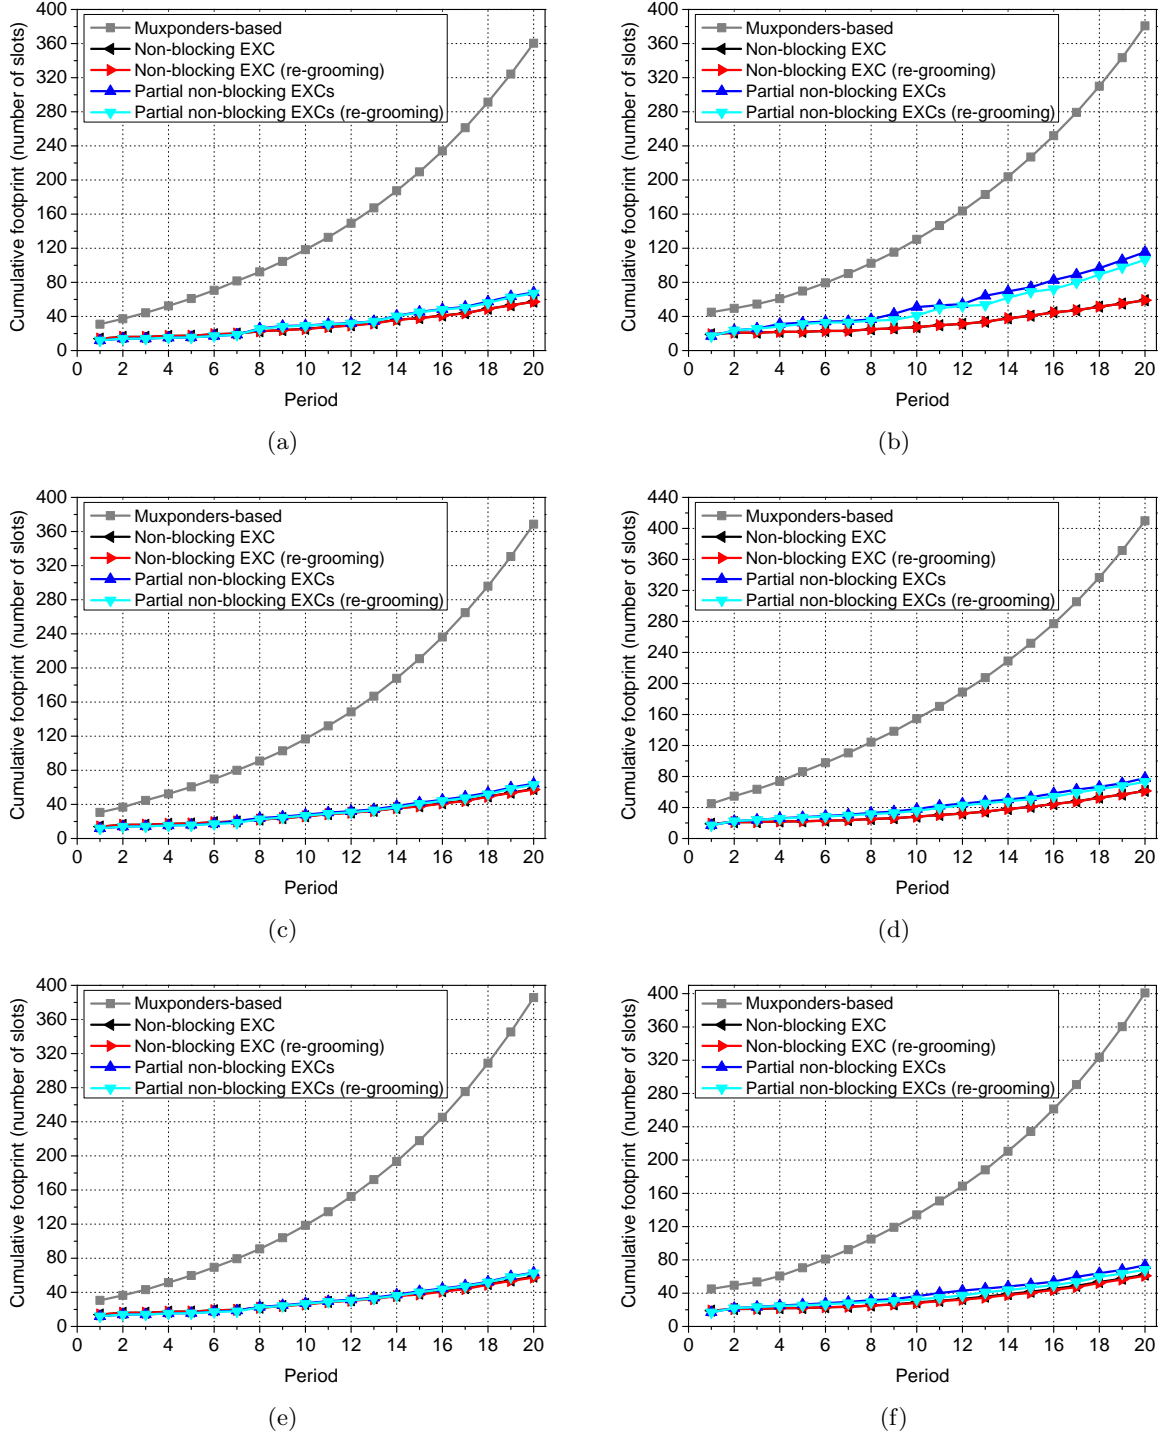 Cumulative footprint (number of slots)
400
360
320
280
240
200
160
120
80
40
0
Muxponders-based
Non-blocking EXC
Non-blocking EXC (re-grooming)
Partial non-blocking EXCs
Partial non-blocking EXCs (re-grooming)
0 2 4 6 8 10 12 14 16 18 20
Period
(a)
Cumulative footprint (number of slots)
400
360
320
280
240
200
160
120
80
40
0
Muxponders-based
Non-blocking EXC
Non-blocking EXC (re-grooming)
Partial non-blocking EXCs
Partial non-blocking EXCs (re-grooming)
0 2 4 6 8 10 12 14 16 18 20
Period
(b)
Cumulative footprint (number of slots)
400
360
320
280
240
200
160
120
80
40
0
Muxponders-based
Non-blocking EXC
Non-blocking EXC (re-grooming)
Partial non-blocking EXCs
Partial non-blocking EXCs (re-grooming)
0 2 4 6 8 10 12 14 16 18 20
Period
(c)
Cumulative footprint (number of slots)
440
400
360
320
280
240
200
160
120
80
40
0
Muxponders-based
Non-blocking EXC
Non-blocking EXC (re-grooming)
Partial non-blocking EXCs
Partial non-blocking EXCs (re-grooming)
0 2 4 6 8 10 12 14 16 18 20
Period
(d)
Cumulative footprint (number of slots)
400
360
320
280
240
200
160
120
80
40
0
Muxponders-based
Non-blocking EXC
Non-blocking EXC (re-grooming)
Partial non-blocking EXCs
Partial non-blocking EXCs (re-grooming)
0 2 4 6 8 10 12 14 16 18 20
Period
(e)
Cumulative footprint (number of slots)
400
360
320
280
240
200
160
120
80
40
0
Muxponders-based
Non-blocking EXC
Non-blocking EXC (re-grooming)
Partial non-blocking EXCs
Partial non-blocking EXCs (re-grooming)
0 2 4 6 8 10 12 14 16 18 20
Period
(f)